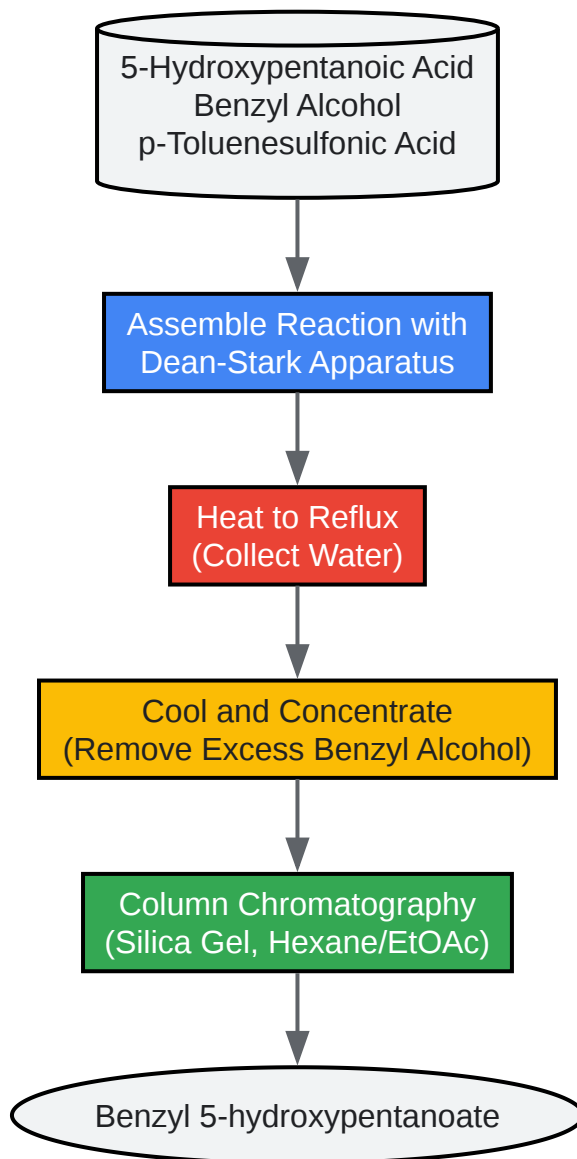 5-Hydroxypentanoic Acid
Benzyl Alcohol
p-Toluenesulfonic Acid
Assemble Reaction with
Dean-Stark Apparatus
Heat to Reflux
(Collect Water)
Cool and Concentrate
(Remove Excess Benzyl Alcohol)
Column Chromatography
(Silica Gel, Hexane/EtOAc)
Benzyl 5-hydroxypentanoate